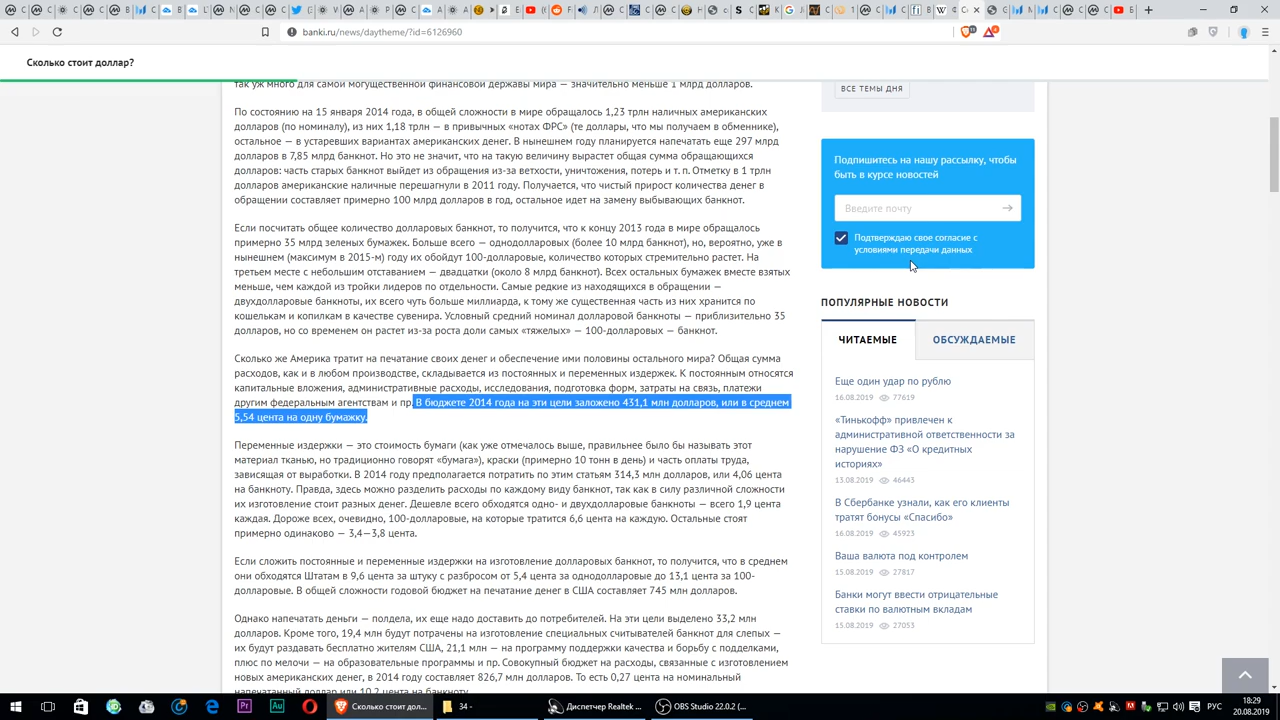 banki.ru/news/daytheme/?id=6126960
Сколько стоит доллар?
так уж много для самой могущественной финансовой державы мира — значительно меньше 1 млрд долларов.
По состоянию на 15 января 2014 года, в общей сложности в мире обращалось 1,23 трлн наличных американских
долларов (по номиналу), из них 1,18 трлн — в привычных «нотах ФРС» (те доллары, что мы получаем в обменнике),
остальное — в устаревших вариантах американских денег. В нынешнем году планируется напечатать еще 297 млрд
долларов в 7,85 млрд банкнот. Но это не значит, что на такую величину вырастет общая сумма обращающихся
долларов: часть старых банкнот выйдет из обращения из-за ветхости, уничтожения, потерь и т. п. Отметку в 1 трлн
долларов американские наличные перешагнули в 2011 году. Получается, что чистый прирост количества денег в
обращении составляет примерно 100 млрд долларов в год, остальное идет на замену выбывающих банкнот.
Если посчитать общее количество долларовых банкнот, то получится, что к концу 2013 года в мире обращалось
примерно 35 млрд зеленых бумажек. Больше всего — однодолларовых (более 10 млрд банкнот), но, вероятно, уже в
нынешнем (максимум в 2015-м) году их обойдут 100-долларовые, количество которых стремительно растет. На
третьем месте с небольшим отставанием — двадцатки (около 8 млрд банкнот). Всех остальных бумажек вместе взятых
меньше, чем каждой из тройки лидеров по отдельности. Самые редкие из находящихся в обращении —
двухдолларовые банкноты, их всего чуть больше миллиарда, к тому же существенная часть из них хранится по
кошелькам и копилкам в качестве сувенира. Условный средний номинал долларовой банкноты — приблизительно 35
долларов, но со временем он растет из-за роста доли самых «тяжелых» — 100-долларовых — банкнот.
Сколько же Америка тратит на печатание своих денег и обеспечение ими половины остального мира? Общая сумма
расходов, как и в любом производстве, складывается из постоянных и переменных издержек. К постоянным относятся
капитальные вложения, административные расходы, исследования, подготовка форм, затраты на связь, платежи
другим федеральным агентствам и пр. В бюджете 2014 года на эти цели заложено 431,1 млн долларов, или в среднем
5,54 цента на одну бумажку.
Переменные издержки — это стоимость бумаги (как уже отмечалось выше, правильнее было бы называть этот
материал тканью, но традиционно говорят «бумага»), краски (примерно 10 тонн в день) и часть оплаты труда,
зависящая от выработки. В 2014 году предполагается потратить по этим статьям 314,3 млн долларов, или 4,06 цента
на банкноту. Правда, здесь можно разделить расходы по каждому виду банкнот, так как в силу различной сложности
их изготовление стоит разных денег. Дешевле всего обходятся одно- и двухдолларовые банкноты — всего 1,9 цента
каждая. Дороже всех, очевидно, 100-долларовые, на которые тратится 6,6 цента на каждую. Остальные стоят
примерно одинаково — 3,4—3,8 цента.
Если сложить постоянные и переменные издержки на изготовление долларовых банкнот, то получится, что в среднем
они обходятся Штатам в 9,6 цента за штуку с разбросом от 5,4 цента за однодолларовые до 13,1 цента за 100-
долларовые. В общей сложности годовой бюджет на печатание денег в США составляет 745 млн долларов.
Однако напечатать деньги — полдела, их еще надо доставить до потребителей. На эти цели выделено 33,2 млн
долларов. Кроме того, 19,4 млн будут потрачены на изготовление специальных считывателей банкнот для слепых —
их будут раздавать бесплатно жителям США, 21,1 млн — на программу поддержки качества и борьбу с подделками,
плюс по мелочи — на образовательные программы и пр. Совокупный бюджет на расходы, связанные с изготовлением
новых американских денег, в 2014 году составляет 826,7 млн долларов. То есть 0,27 цента на номинальный
напечатанный доллар или 10,2 цента на банкноту.
ВСЕ ТЕМЫ ДНЯ
Подпишитесь на нашу рассылку, чтобы
быть в курсе новостей
Введите почту
Подтверждаю свое согласие с
условиями передачи данных
ПОПУЛЯРНЫЕ НОВОСТИ
ЧИТАЕМЫЕ ОБСУЖДАЕМЫЕ
Еще один удар по рублю
16.08.2019 77619
«Тинькофф» привлечен к
административной ответственности за
нарушение ФЗ «О кредитных
историях»
13.08.2019 46443
В Сбербанке узнали, как его клиенты
тратят бонусы «Спасибо»
16.08.2019 45923
Ваша валюта под контролем
15.08.2019 27817
Банки могут ввести отрицательные
ставки по валютным вкладам
15.08.2019 27053
Сколько стоит дол... 34 - Диспетчер Realtek ... OBS Studio 22.0.2 (... РУС 18:29
20.08.2019